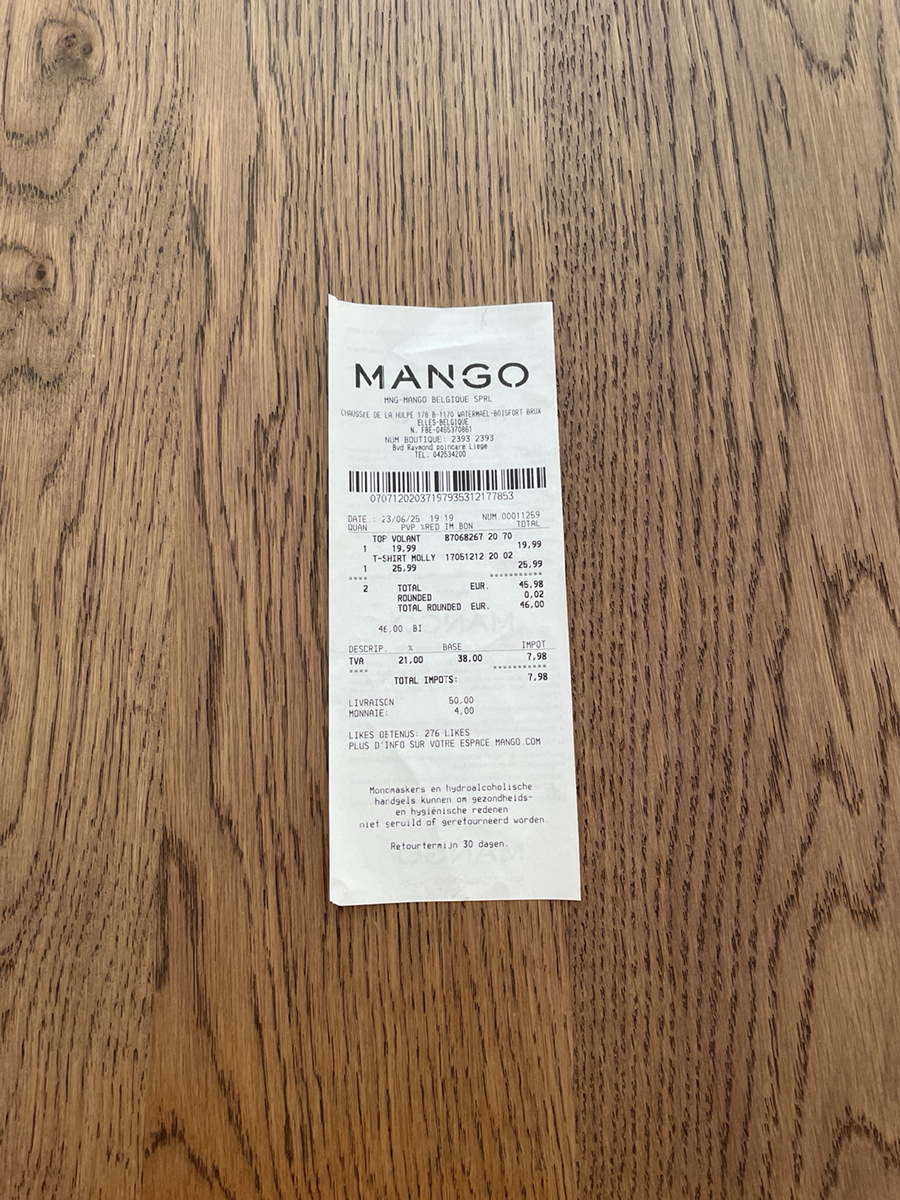 MANGO
MNG-MANGO BELGIQUE SPRL
CHAUSSEE DE LA HULPE 178 B-1170 WATERMAEL-BOISFORT BRUX
ELLES-BELGIQUE
N. FBE-0465370861
NUM BOUTIQUE: 2393 2393
Bvd Raymond poincare Liege
TEL. 042534200
07071202037197935312177853
DATE.: 23/06/25 19:19 NUM.00011259
QUAN PVP %RED IM.BON TOTAL
TOP VOLANT 87068267 20 70
1 19,99 19,99
T-SHIRT MOLLY 17051212 20 02
1 25,99 25,99
==== ==========
2 TOTAL EUR. 45,98
ROUNDED 0,02
TOTAL ROUNDED EUR. 46,00
46,00 BI
DESCRIP. % BASE IMPOT
TVA 21,00 38,00 7,98
==== ==========
TOTAL IMPOTS: 7,98
LIVRAISON 50,00
MONNAIE: 4,00
LIKES OBTENUS: 276 LIKES
PLUS D'INFO SUR VOTRE ESPACE MANGO.COM
Mondmaskers en hydroalcoholische
handgels kunnen om gezondheids-
en hygiënische redenen
niet geruild of geretourneerd worden.
Retourtermijn 30 dagen.